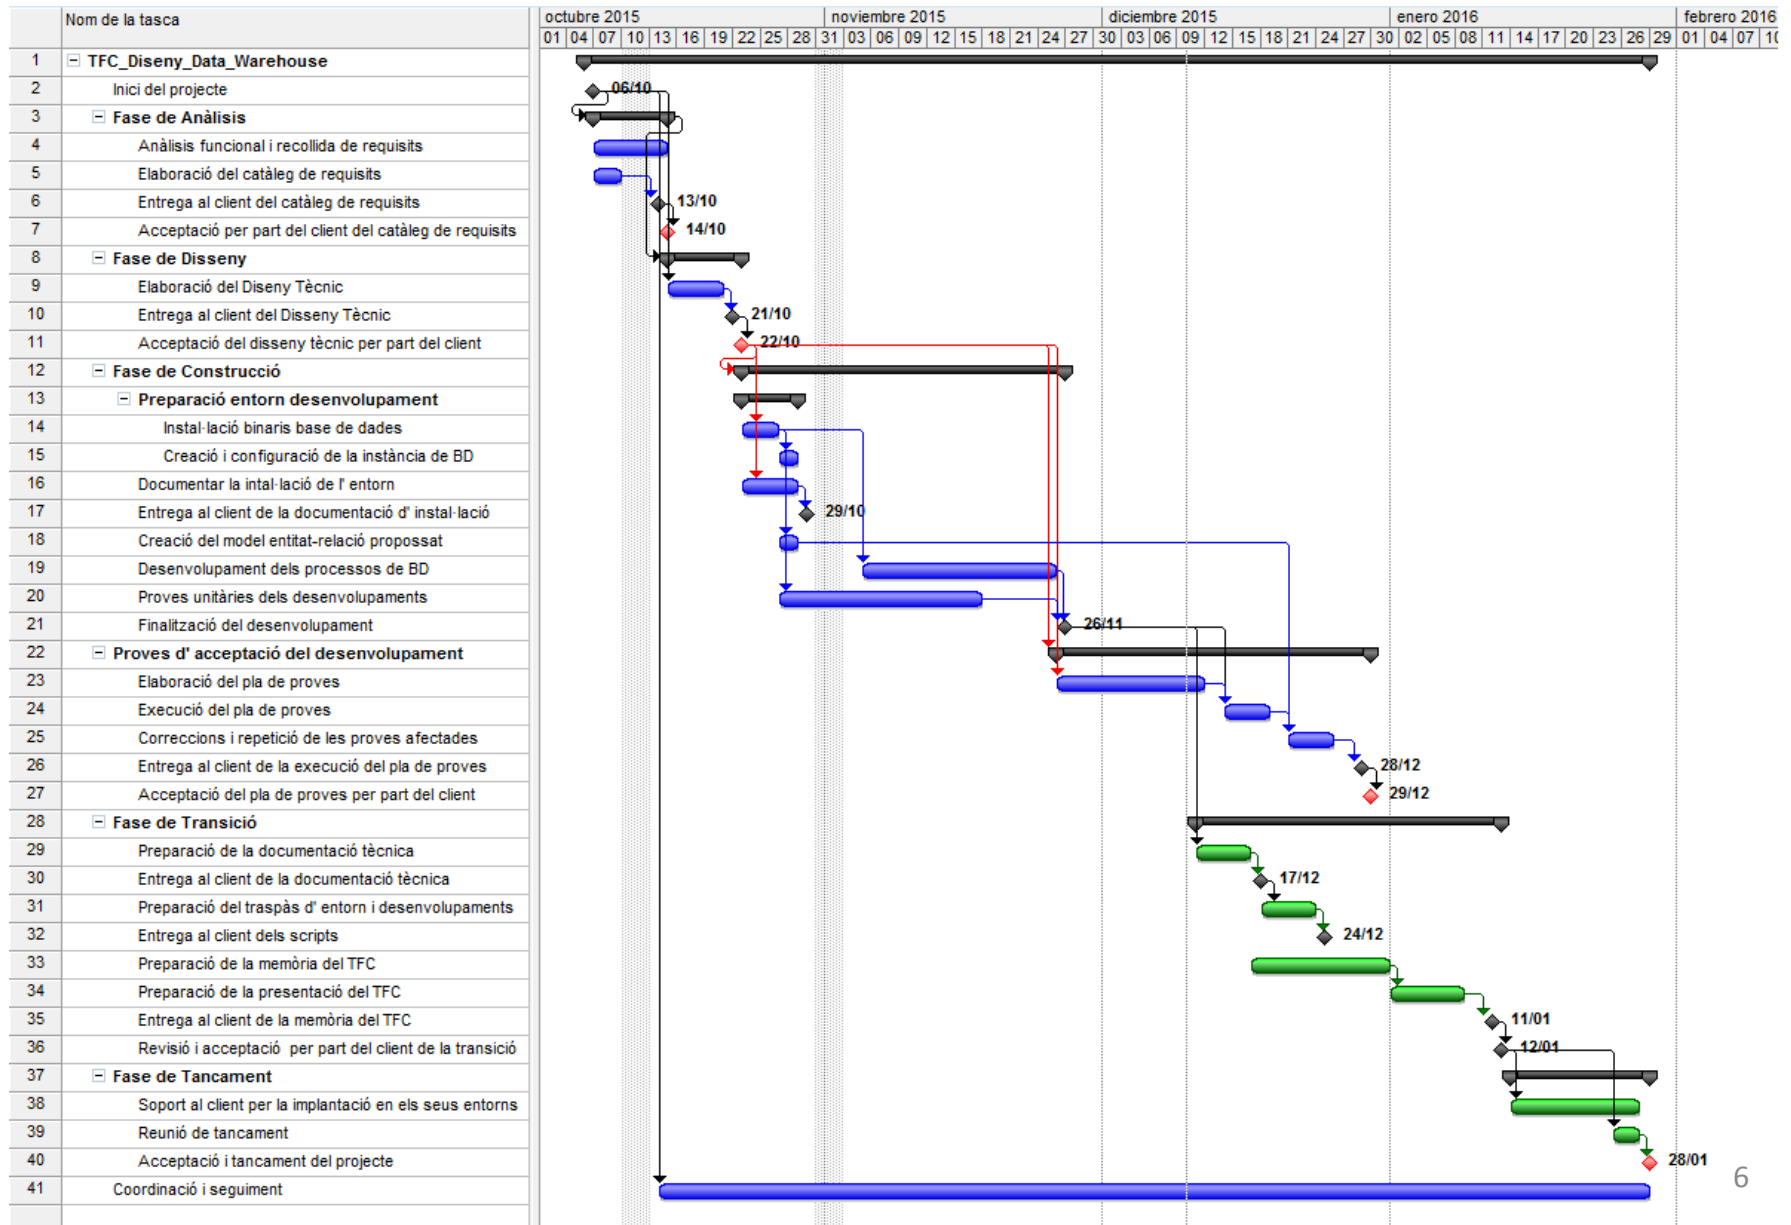 Nom de la tasca
octubre 2015 noviembre 2015 diciembre 2015 enero 2016 febrero 2016
01 04 07 10 13 16 19 22 25 28 31 03 06 09 12 15 18 21 24 27 30 03 06 09 12 15 18 21 24 27 30 02 05 08 11 14 17 20 23 26 29 01 04 07 10
1 TFC_Diseny_Data_Warehouse
2 Inici del projecte 06/10
3 Fase de Anàlisis
4 Anàlisis funcional i recollida de requisits
5 Elaboració del catàleg de requisits
6 Entrega al client del catàleg de requisits 13/10
7 Acceptació per part del client del catàleg de requisits 14/10
8 Fase de Disseny
9 Elaboració del Diseny Tècnic
10 Entrega al client del Disseny Tècnic 21/10
11 Acceptació del disseny tècnic per part del client 22/10
12 Fase de Construcció
13 Preparació entorn desenvolupament
14 Instal·lació binaris base de dades
15 Creació i configuració de la instància de BD
16 Documentar la intal·lació de l' entorn
17 Entrega al client de la documentació d' instal·lació 29/10
18 Creació del model entitat-relació propossat
19 Desenvolupament dels processos de BD
20 Proves unitàries dels desenvolupaments
21 Finalització del desenvolupament 26/11
22 Proves d' acceptació del desenvolupament
23 Elaboració del pla de proves
24 Execució del pla de proves
25 Correccions i repetició de les proves afectades
26 Entrega al client de la execució del pla de proves 28/12
27 Acceptació del pla de proves per part del client 29/12
28 Fase de Transició
29 Preparació de la documentació tècnica
30 Entrega al client de la documentació tècnica 17/12
31 Preparació del traspàs d' entorn i desenvolupaments
32 Entrega al client dels scripts 24/12
33 Preparació de la memòria del TFC
34 Preparació de la presentació del TFC
35 Entrega al client de la memòria del TFC 11/01
36 Revisió i acceptació per part del client de la transició 12/01
37 Fase de Tancament
38 Soport al client per la implantació en els seus entorns
39 Reunió de tancament
40 Acceptació i tancament del projecte 28/01
41 Coordinació i seguiment
6